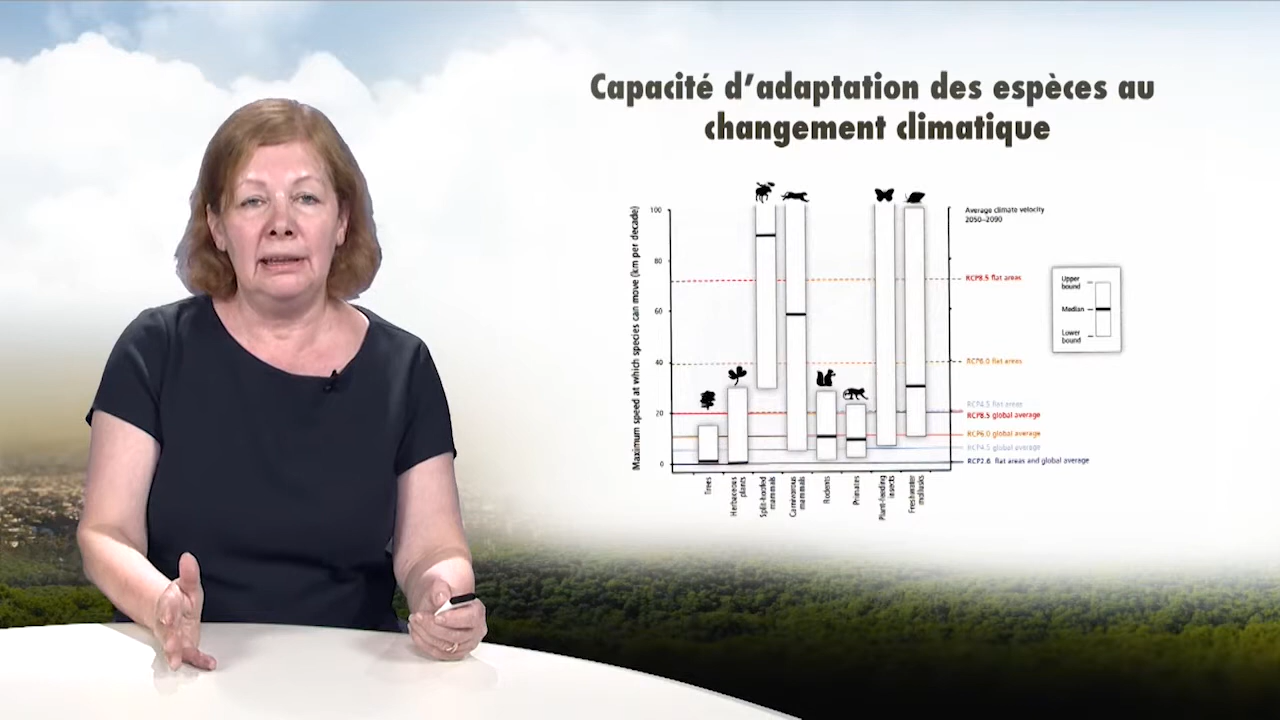 Capacité d'adaptation des espèces au
changement climatique
Maximum speed at which species can move (km per decade)
100
80
60
40
20
0
Average climate velocity
2050–2090
RCP8.5 flat areas
RCP6.0 flat areas
RCP4.5 flat areas
RCP8.5 global average
RCP6.0 global average
RCP4.5 global average
RCP2.6 flat areas and global average
Upper
bound
Median
Lower
bound
Trees
Herbaceous
plants
Split-hoofed
mammals
Carnivorous
mammals
Rodents
Primates
Plant-feeding
insects
Freshwater
mollusks